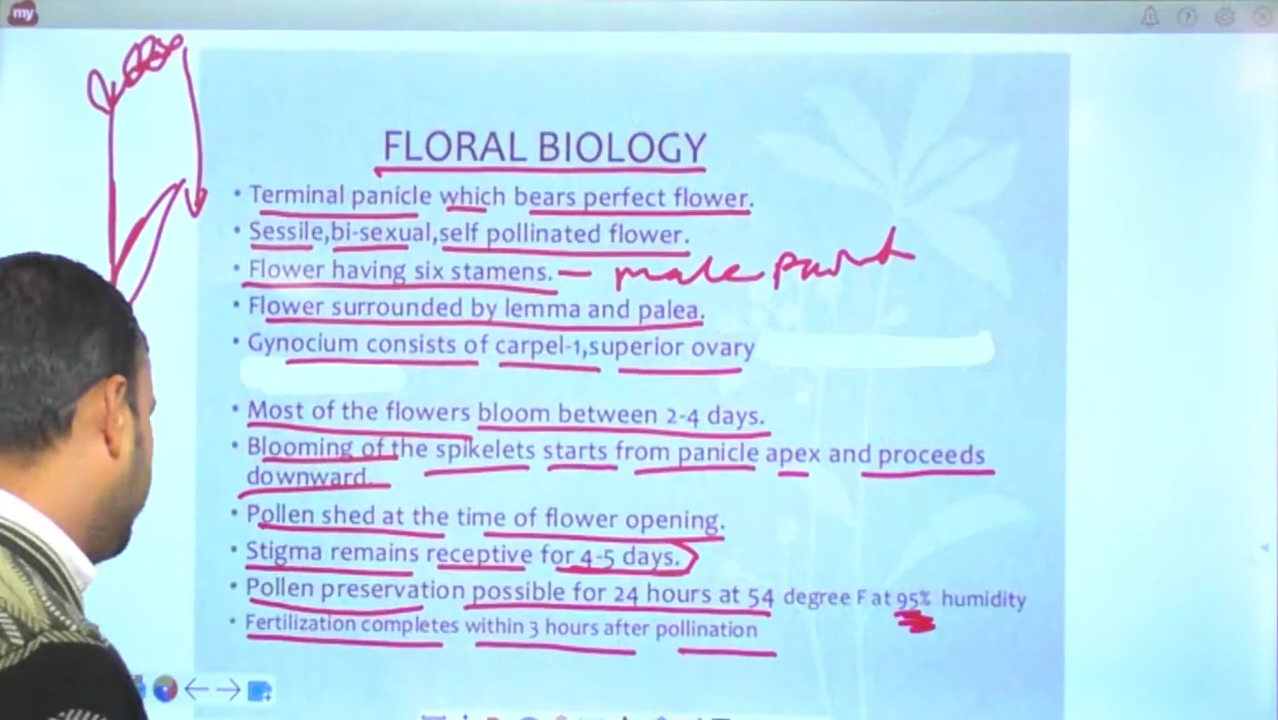 my
FLORAL BIOLOGY
• Terminal panicle which bears perfect flower.
• Sessile,bi-sexual,self pollinated flower.
• Flower having six stamens. — male part
• Flower surrounded by lemma and palea.
• Gynocium consists of carpel-1,superior ovary
• Most of the flowers bloom between 2-4 days.
• Blooming of the spikelets starts from panicle apex and proceeds
downward.
• Pollen shed at the time of flower opening.
• Stigma remains receptive for 4-5 days.
• Pollen preservation possible for 24 hours at 54 degree F at 95% humidity
• Fertilization completes within 3 hours after pollination